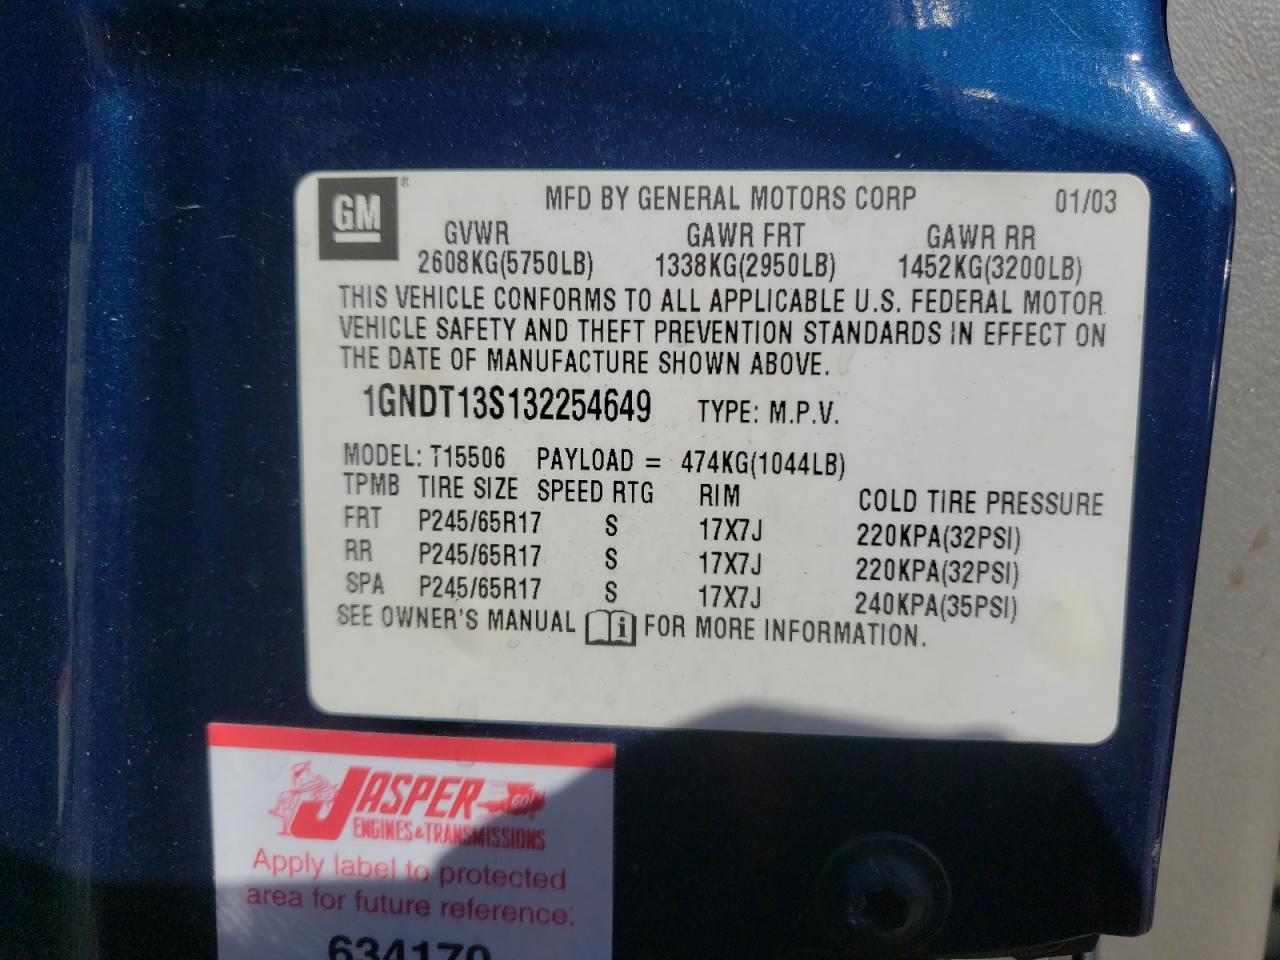 GM®
MFD BY GENERAL MOTORS CORP 01/03
GVWR GAWR FRT GAWR RR
2608KG(5750LB) 1338KG(2950LB) 1452KG(3200LB)
THIS VEHICLE CONFORMS TO ALL APPLICABLE U.S. FEDERAL MOTOR
VEHICLE SAFETY AND THEFT PREVENTION STANDARDS IN EFFECT ON
THE DATE OF MANUFACTURE SHOWN ABOVE.
1GNDT13S132254649 TYPE: M.P.V.
MODEL: T15506 PAYLOAD = 474KG(1044LB)
TPMB TIRE SIZE SPEED RTG RIM COLD TIRE PRESSURE
FRT P245/65R17 S 17X7J 220KPA(32PSI)
RR P245/65R17 S 17X7J 220KPA(32PSI)
SPA P245/65R17 S 17X7J 240KPA(35PSI)
SEE OWNER'S MANUAL i FOR MORE INFORMATION.
JASPER GO!
ENGINES & TRANSMISSIONS
Apply label to protected
area for future reference.
634170